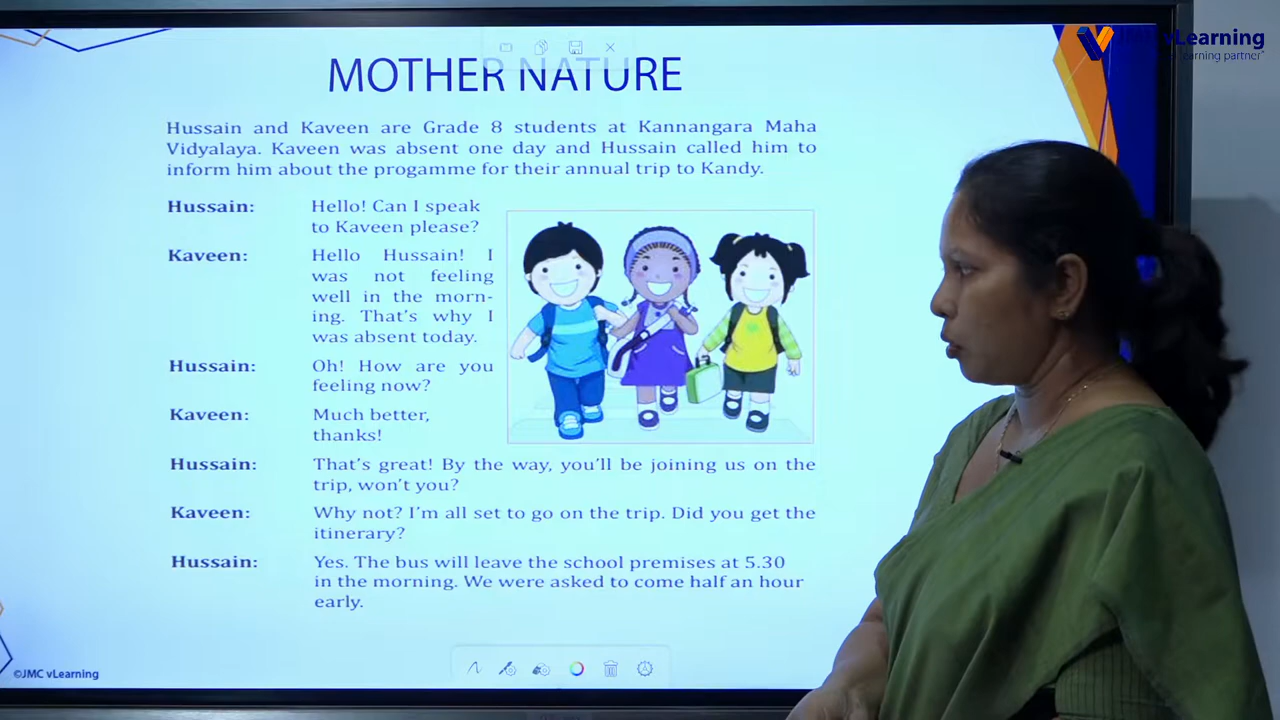 MOTHER NATURE
vLearning
learning partner
Hussain and Kaveen are Grade 8 students at Kannangara Maha
Vidyalaya. Kaveen was absent one day and Hussain called him to
inform him about the progamme for their annual trip to Kandy.
Hussain: Hello! Can I speak
to Kaveen please?
Kaveen: Hello Hussain! I
was not feeling
well in the morn-
ing. That's why I
was absent today.
Hussain: Oh! How are you
feeling now?
Kaveen: Much better,
thanks!
Hussain: That's great! By the way, you'll be joining us on the
trip, won't you?
Kaveen: Why not? I'm all set to go on the trip. Did you get the
itinerary?
Hussain: Yes. The bus will leave the school premises at 5.30
in the morning. We were asked to come half an hour
early.
©JMC vLearning